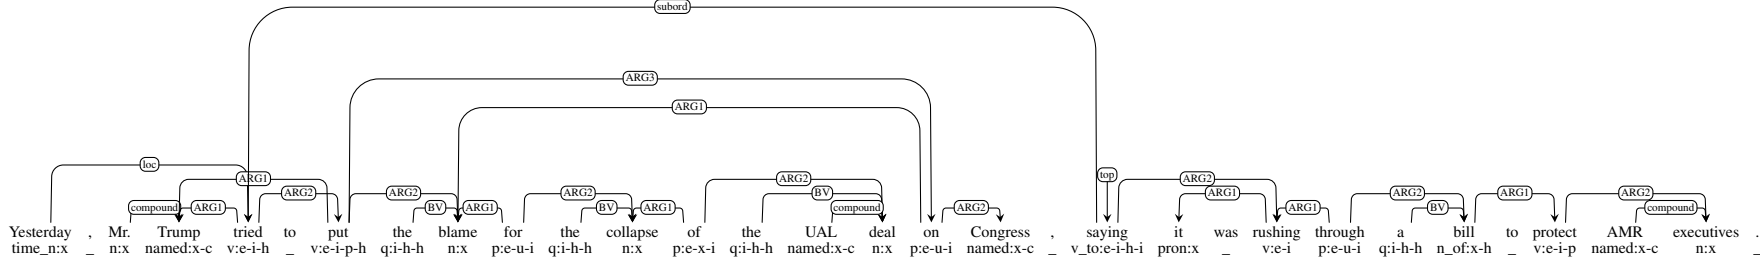 subord
ARG3
ARG1
loc
top
ARG1 ARG2
ARG2 ARG2 ARG2 BV ARG1 ARG2 ARG1 ARG2
compound ARG1 BV ARG1 BV ARG1 compound ARG2 ARG1 BV compound
Yesterday , Mr. Trump tried to put the blame for the collapse of the UAL deal on Congress , saying it was rushing through a bill to protect AMR executives .
time_n:x _ n:x named:x-c v:e-i-h _ v:e-i-p-h q:i-h-h n:x p:e-u-i q:i-h-h n:x p:e-x-i q:i-h-h named:x-c n:x p:e-u-i named:x-c _ v_to:e-i-h-i pron:x _ v:e-i p:e-u-i q:i-h-h n_of:x-h _ v:e-i-p named:x-c n:x _